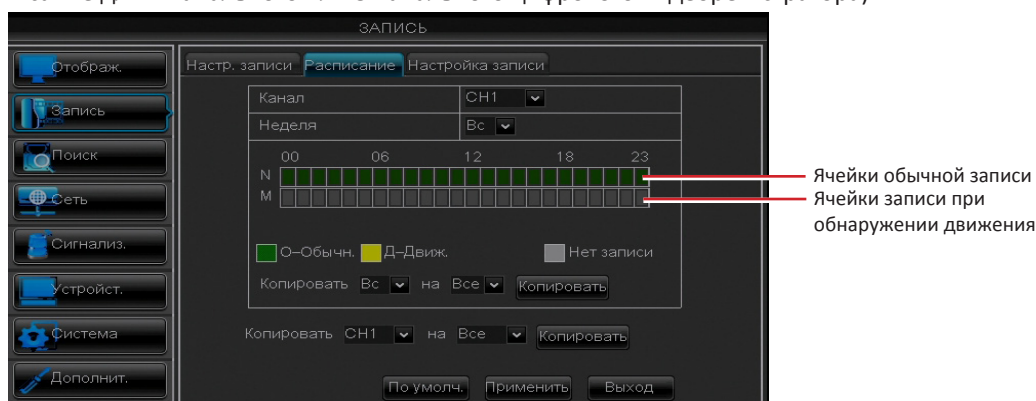 ЗАПИСЬ
Отображ.
Запись
Поиск
Сеть
Сигнализ.
Устройст.
Система
Дополнит.
Настр. записи Расписание Настройка записи
Канал CH1
Неделя Вс
00 06 12 18 23
N
M
О–Обычн. Д–Движ. Нет записи
Копировать Вс на Все Копировать
Копировать CH1 на Все Копировать
По умолч. Применить Выход
Ячейки обычной записи
Ячейки записи при
обнаружении движения